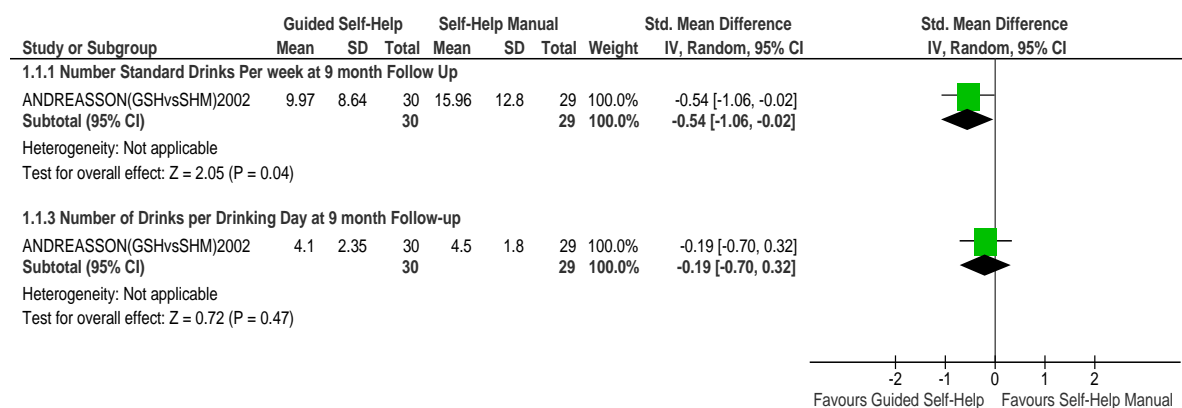 Guided Self-Help Self-Help Manual Std. Mean Difference Std. Mean Difference
Study or Subgroup Mean SD Total Mean SD Total Weight IV, Random, 95% CI IV, Random, 95% CI
1.1.1 Number Standard Drinks Per week at 9 month Follow Up
ANDREASSON(GSHvsSHM)2002 9.97 8.64 30 15.96 12.8 29 100.0% -0.54 [-1.06, -0.02]
Subtotal (95% CI) 30 29 100.0% -0.54 [-1.06, -0.02]
Heterogeneity: Not applicable
Test for overall effect: Z = 2.05 (P = 0.04)
1.1.3 Number of Drinks per Drinking Day at 9 month Follow-up
ANDREASSON(GSHvsSHM)2002 4.1 2.35 30 4.5 1.8 29 100.0% -0.19 [-0.70, 0.32]
Subtotal (95% CI) 30 29 100.0% -0.19 [-0.70, 0.32]
Heterogeneity: Not applicable
Test for overall effect: Z = 0.72 (P = 0.47)
-2 -1 0 1 2
Favours Guided Self-Help Favours Self-Help Manual